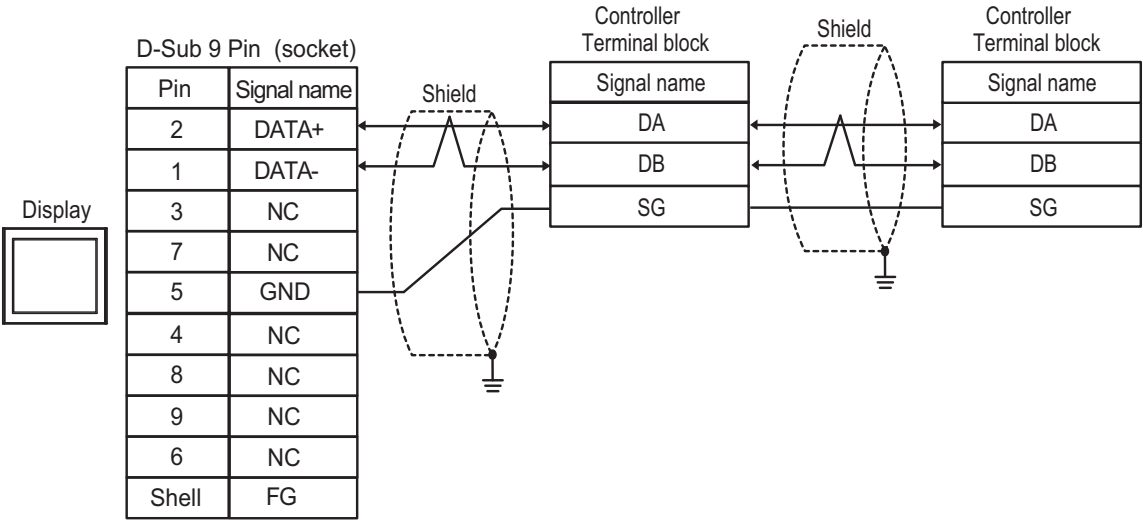 Display
D-Sub 9 Pin (socket)
Pin Signal name
2 DATA+
1 DATA-
3 NC
7 NC
5 GND
4 NC
8 NC
9 NC
6 NC
Shell FG
Shield
Controller
Terminal block
Signal name
DA
DB
SG
Shield
Controller
Terminal block
Signal name
DA
DB
SG